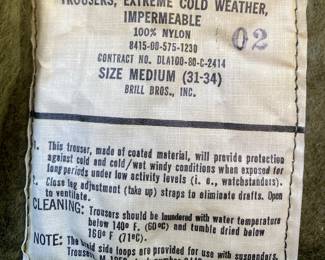 TROUSERS, EXTREME COLD WEATHER,
IMPERMEABLE
100% NYLON
02
8415-00-575-1230
CONTRACT NO. DLA100-80-C-2414
SIZE MEDIUM (31-34)
BRILL BROS., INC.
1. This trouser, made of coated material, will provide protection
against cold and cold/wet windy conditions when exposed for
long periods under low activity levels (i. e., watchstanders).
2. Close leg adjustment (take up) straps to eliminate drafts. Open
to ventilate.
CLEANING: Trousers should be laundered with water temperature
below 140° F. (60°C) and tumble dried below
160° F (71°C).
NOTE: The waid side loops are provided for use with suspenders,
Trousers, M-1950